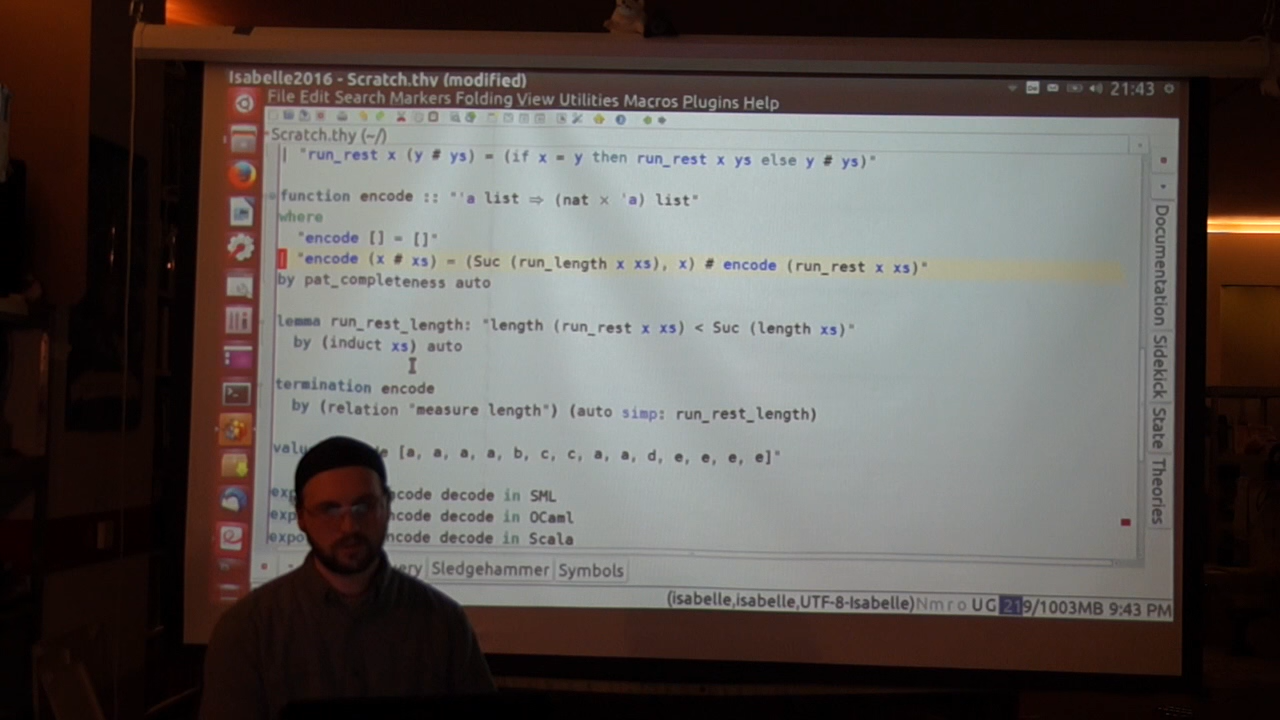 Isabelle2016 - Scratch.thy (modified)
21:43
File Edit Search Markers Folding View Utilities Macros Plugins Help
Scratch.thy (~/)
| "run_rest x (y # ys) = (if x = y then run_rest x ys else y # ys)"
function encode :: "'a list ⇒ (nat × 'a) list"
where
"encode [] = []"
| "encode (x # xs) = (Suc (run_length x xs), x) # encode (run_rest x xs)"
by pat_completeness auto
lemma run_rest_length: "length (run_rest x xs) < Suc (length xs)"
by (induct xs) auto
termination encode
by (relation "measure length") (auto simp: run_rest_length)
[a, a, a, a, b, c, c, a, a, d, e, e, e, e]"
decode in SML
decode in OCaml
decode in Scala
Sledgehammer Symbols
(isabelle,isabelle,UTF-8-Isabelle)Nmro UG 219/1003MB 9:43 PM
Documentation
Sidekick
State
Theories